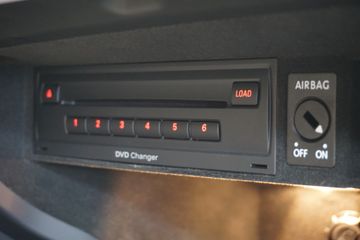 LOAD
1 2 3 4 5 6
DVD Changer
AIRBAG
OFF ON